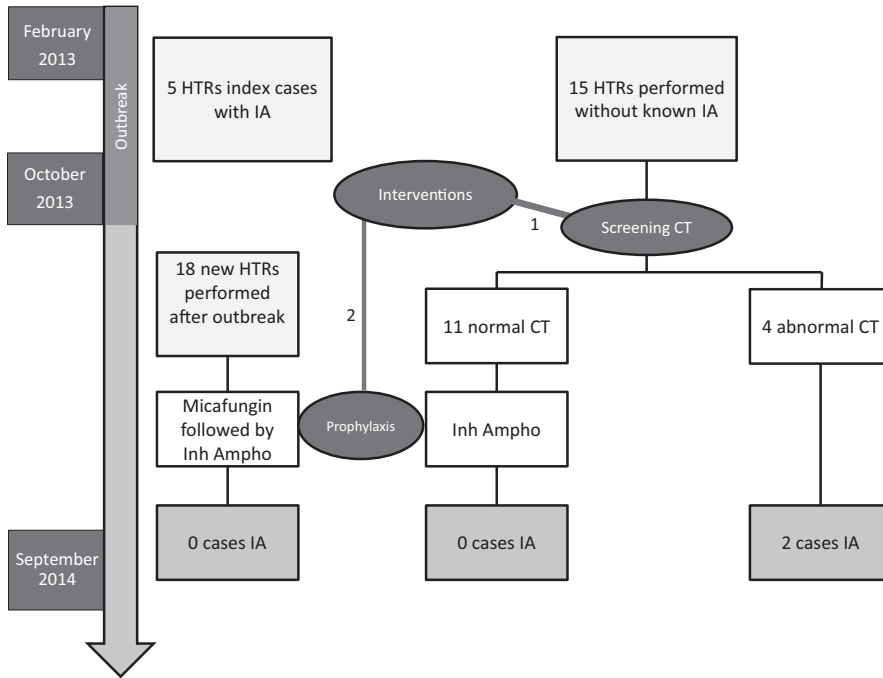 February
2013
Outbreak
October
2013
September
2014
5 HTRs index cases
with IA
15 HTRs performed
without known IA
Interventions
1
Screening CT
2
18 new HTRs
performed
after outbreak
11 normal CT
4 abnormal CT
Micafungin
followed by
Inh Ampho
Prophylaxis
Inh Ampho
0 cases IA
0 cases IA
2 cases IA